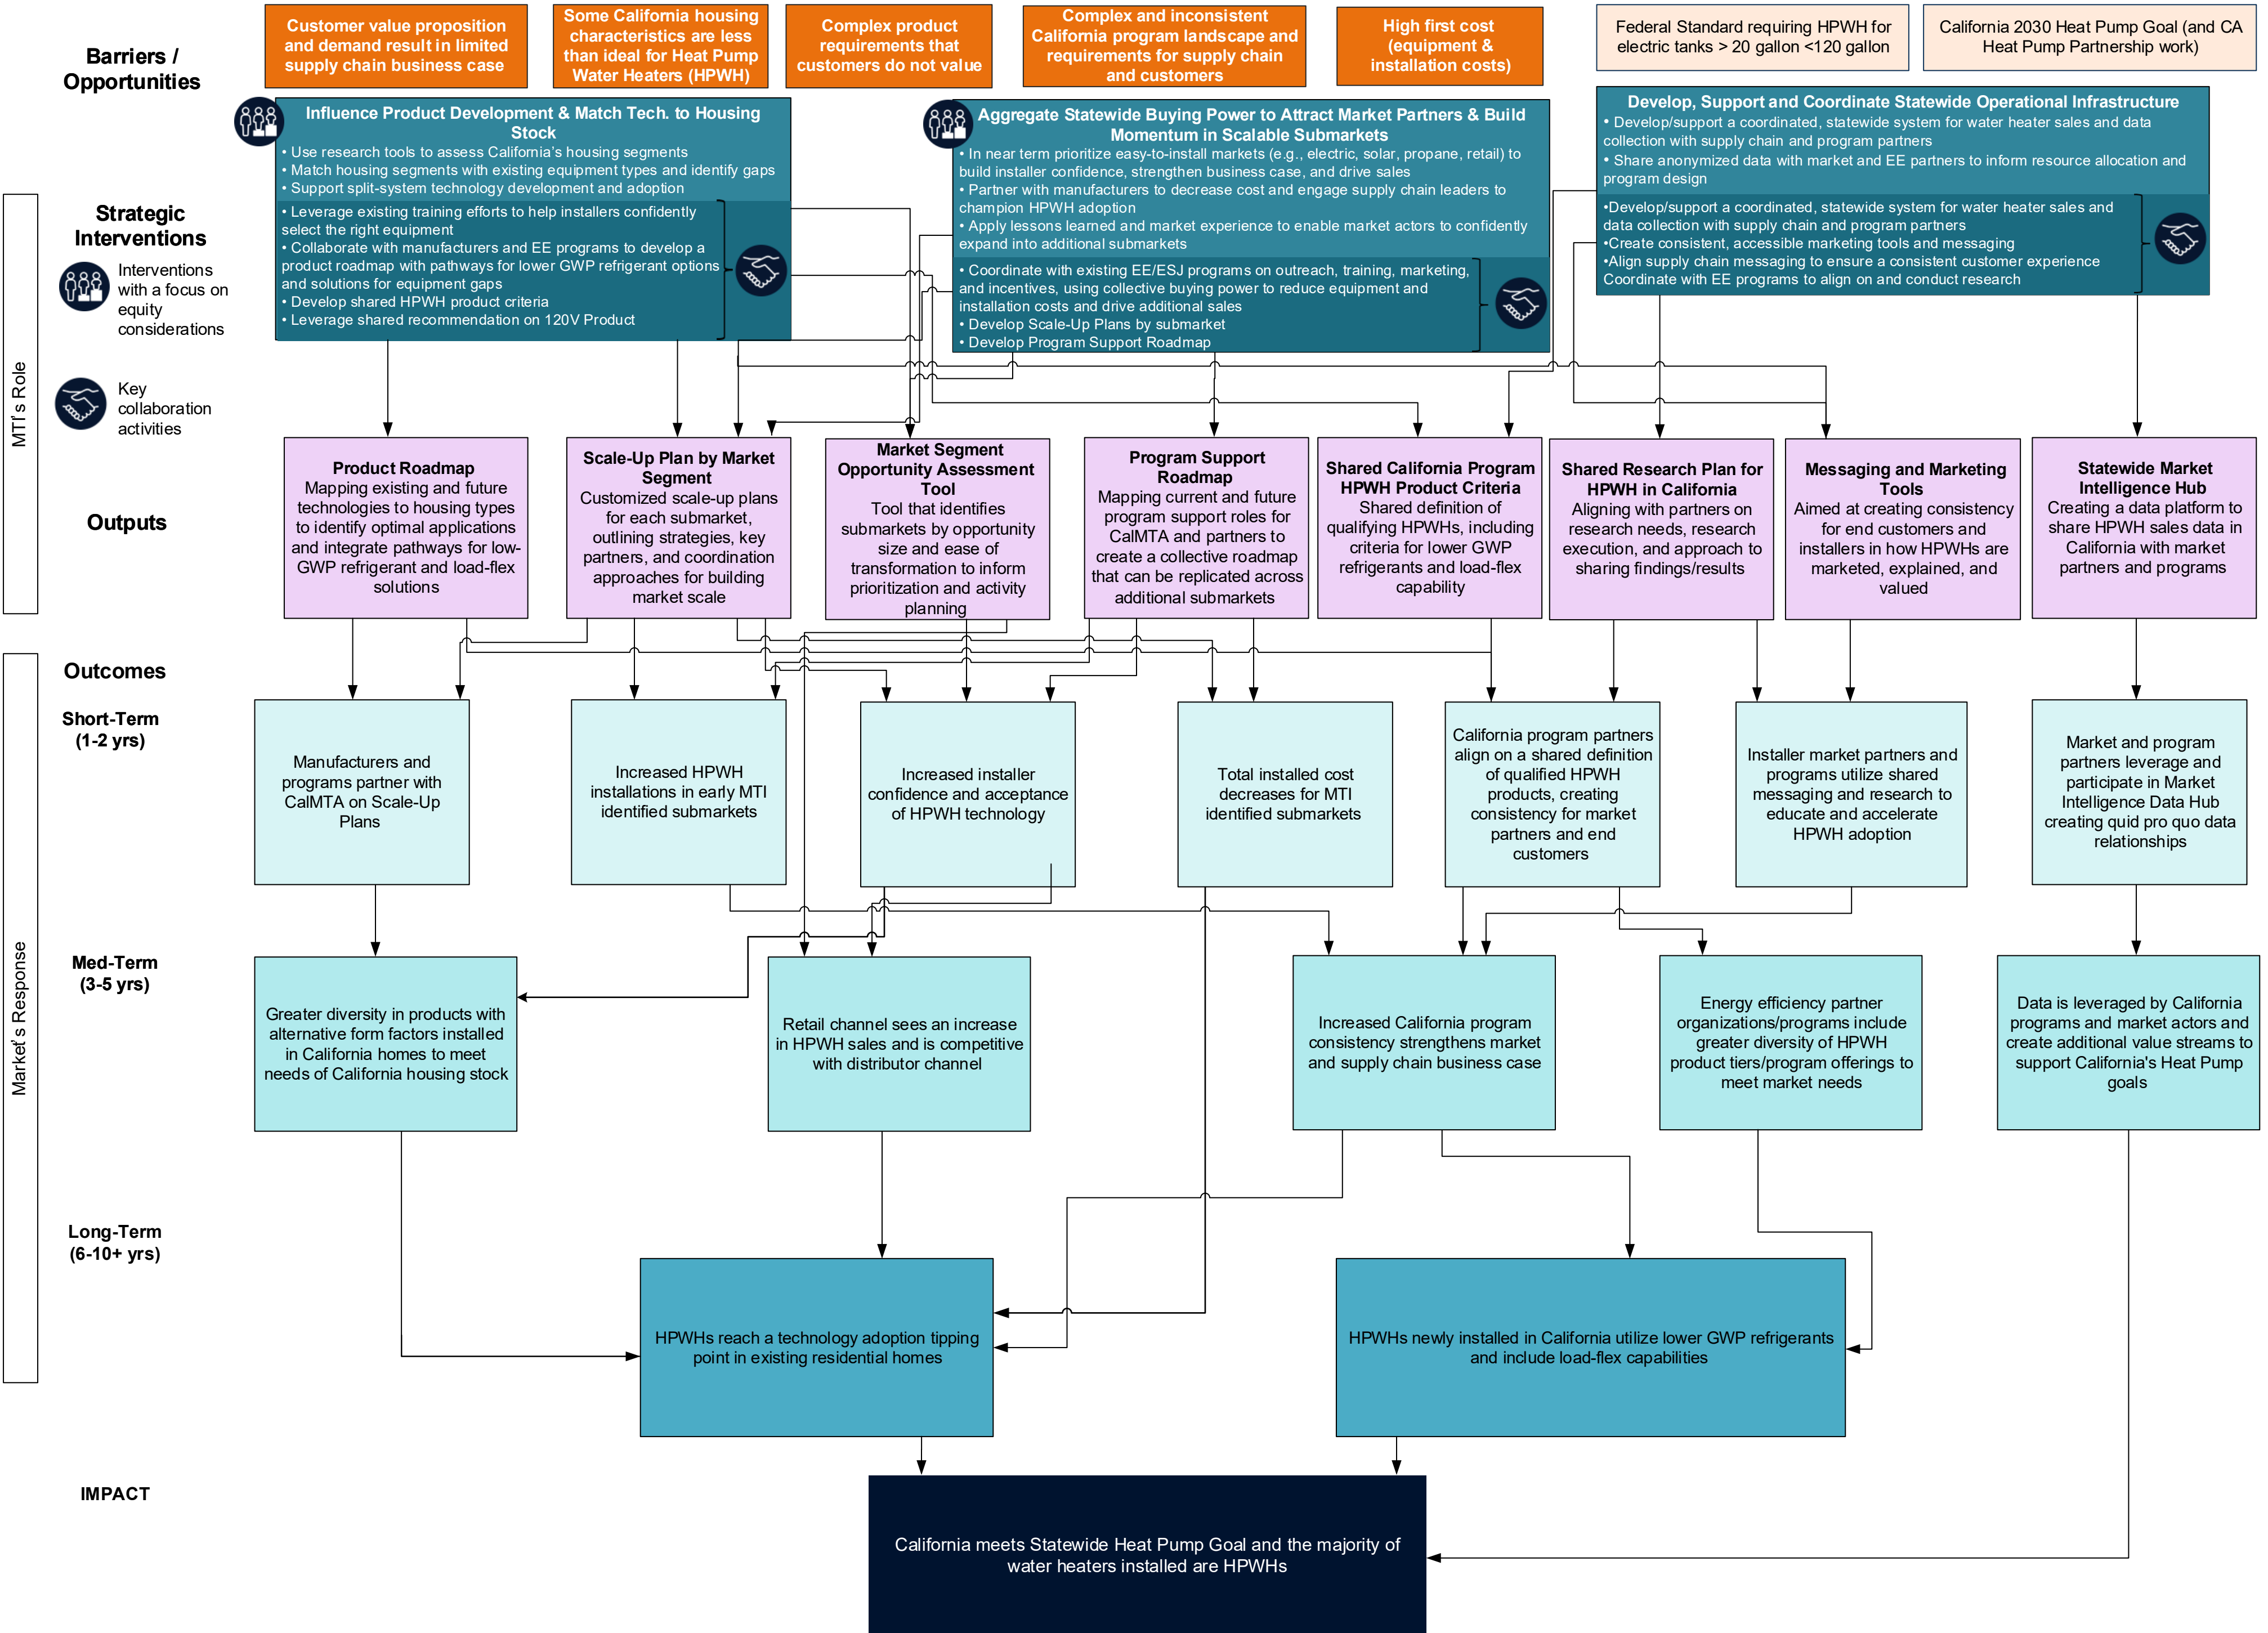 Barriers /
Opportunities
Customer value proposition
and demand result in limited
supply chain business case
Some California housing
characteristics are less
than ideal for Heat Pump
Water Heaters (HPWH)
Complex product
requirements that
customers do not value
Complex and inconsistent
California program landscape and
requirements for supply chain
and customers
High first cost
(equipment &
installation costs)
Federal Standard requiring HPWH for
electric tanks > 20 gallon <120 gallon
California 2030 Heat Pump Goal (and CA
Heat Pump Partnership work)
MTI's Role
Strategic
Interventions
Interventions
with a focus on
equity
considerations
Key
collaboration
activities
Influence Product Development & Match Tech. to Housing
Stock
• Use research tools to assess California's housing segments
• Match housing segments with existing equipment types and identify gaps
• Support split-system technology development and adoption
• Leverage existing training efforts to help installers confidently
select the right equipment
• Collaborate with manufacturers and EE programs to develop a
product roadmap with pathways for lower GWP refrigerant options
and solutions for equipment gaps
• Develop shared HPWH product criteria
• Leverage shared recommendation on 120V Product
Aggregate Statewide Buying Power to Attract Market Partners & Build
Momentum in Scalable Submarkets
• In near term prioritize easy-to-install markets (e.g., electric, solar, propane, retail) to
build installer confidence, strengthen business case, and drive sales
• Partner with manufacturers to decrease cost and engage supply chain leaders to
champion HPWH adoption
• Apply lessons learned and market experience to enable market actors to confidently
expand into additional submarkets
• Coordinate with existing EE/ESJ programs on outreach, training, marketing,
and incentives, using collective buying power to reduce equipment and
installation costs and drive additional sales
• Develop Scale-Up Plans by submarket
• Develop Program Support Roadmap
Develop, Support and Coordinate Statewide Operational Infrastructure
• Develop/support a coordinated, statewide system for water heater sales and data
collection with supply chain and program partners
• Share anonymized data with market and EE partners to inform resource allocation and
program design
•Develop/support a coordinated, statewide system for water heater sales and
data collection with supply chain and program partners
•Create consistent, accessible marketing tools and messaging
•Align supply chain messaging to ensure a consistent customer experience
Coordinate with EE programs to align on and conduct research
Outputs
Product Roadmap
Mapping existing and future
technologies to housing types
to identify optimal applications
and integrate pathways for low-
GWP refrigerant and load-flex
solutions
Scale-Up Plan by Market
Segment
Customized scale-up plans
for each submarket,
outlining strategies, key
partners, and coordination
approaches for building
market scale
Market Segment
Opportunity Assessment
Tool
Tool that identifies
submarkets by opportunity
size and ease of
transformation to inform
prioritization and activity
planning
Program Support
Roadmap
Mapping current and future
program support roles for
CalMTA and partners to
create a collective roadmap
that can be replicated across
additional submarkets
Shared California Program
HPWH Product Criteria
Shared definition of
qualifying HPWHs, including
criteria for lower GWP
refrigerants and load-flex
capability
Shared Research Plan for
HPWH in California
Aligning with partners on
research needs, research
execution, and approach to
sharing findings/results
Messaging and Marketing
Tools
Aimed at creating consistency
for end customers and
installers in how HPWHs are
marketed, explained, and
valued
Statewide Market
Intelligence Hub
Creating a data platform to
share HPWH sales data in
California with market
partners and programs
Market's Response
Outcomes
Short-Term
(1-2 yrs)
Manufacturers and
programs partner with
CalMTA on Scale-Up
Plans
Increased HPWH
installations in early MTI
identified submarkets
Increased installer
confidence and acceptance
of HPWH technology
Total installed cost
decreases for MTI
identified submarkets
California program partners
align on a shared definition
of qualified HPWH
products, creating
consistency for market
partners and end
customers
Installer market partners and
programs utilize shared
messaging and research to
educate and accelerate
HPWH adoption
Market and program
partners leverage and
participate in Market
Intelligence Data Hub
creating quid pro quo data
relationships
Med-Term
(3-5 yrs)
Greater diversity in products with
alternative form factors installed
in California homes to meet
needs of California housing stock
Retail channel sees an increase
in HPWH sales and is competitive
with distributor channel
Increased California program
consistency strengthens market
and supply chain business case
Energy efficiency partner
organizations/programs include
greater diversity of HPWH
product tiers/program offerings to
meet market needs
Data is leveraged by California
programs and market actors and
create additional value streams to
support California's Heat Pump
goals
Long-Term
(6-10+ yrs)
HPWHs reach a technology adoption tipping
point in existing residential homes
HPWHs newly installed in California utilize lower GWP refrigerants
and include load-flex capabilities
IMPACT
California meets Statewide Heat Pump Goal and the majority of
water heaters installed are HPWHs